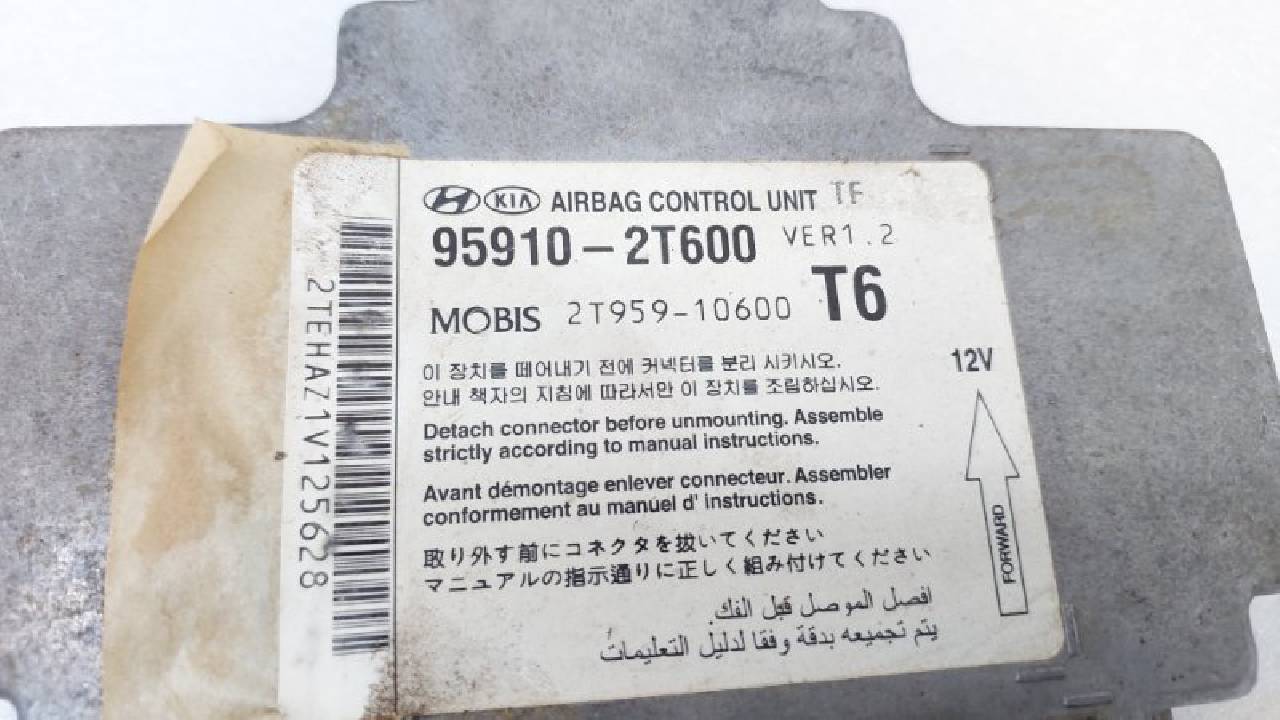 KIA AIRBAG CONTROL UNIT TF
95910-2T600 VER1.2
MOBIS 2T959-10600 T6
이 장치를 떼어내기 전에 커넥터를 분리 시키시오.
안내 책자의 지침에 따라서만 이 장치를 조립하십시오.
12V
Detach connector before unmounting. Assemble
strictly according to manual instructions.
Avant démontage enlever connecteur. Assembler
conformement au manuel d' instructions.
取り外す前にコネクタを抜いてください
マニュアルの指示通りに正しく組み付けてください
افصل الموصل قبل الفك.
يتم تجميعه بدقة وفقا لدليل التعليمات
FORWARD
2TEHAZ1V125628